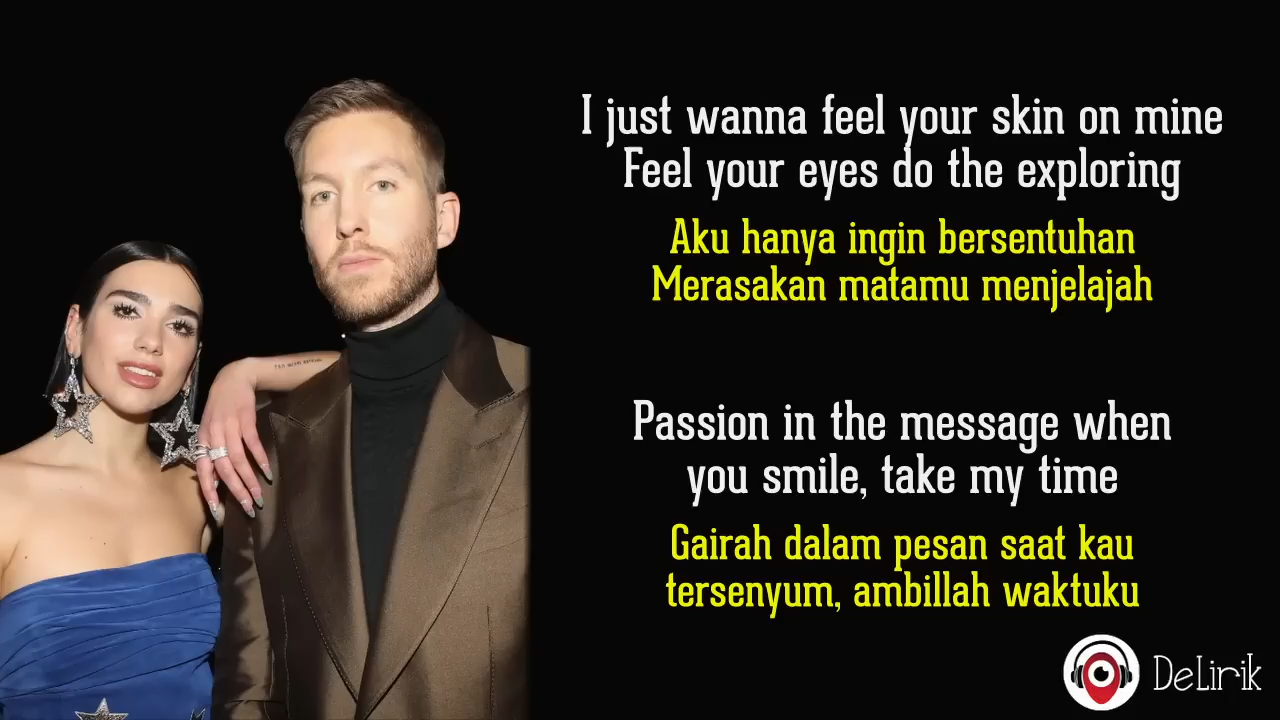 I just wanna feel your skin on mine
Feel your eyes do the exploring
Aku hanya ingin bersentuhan
Merasakan matamu menjelajah
Passion in the message when
you smile, take my time
Gairah dalam pesan saat kau
tersenyum, ambillah waktuku
DeLirik